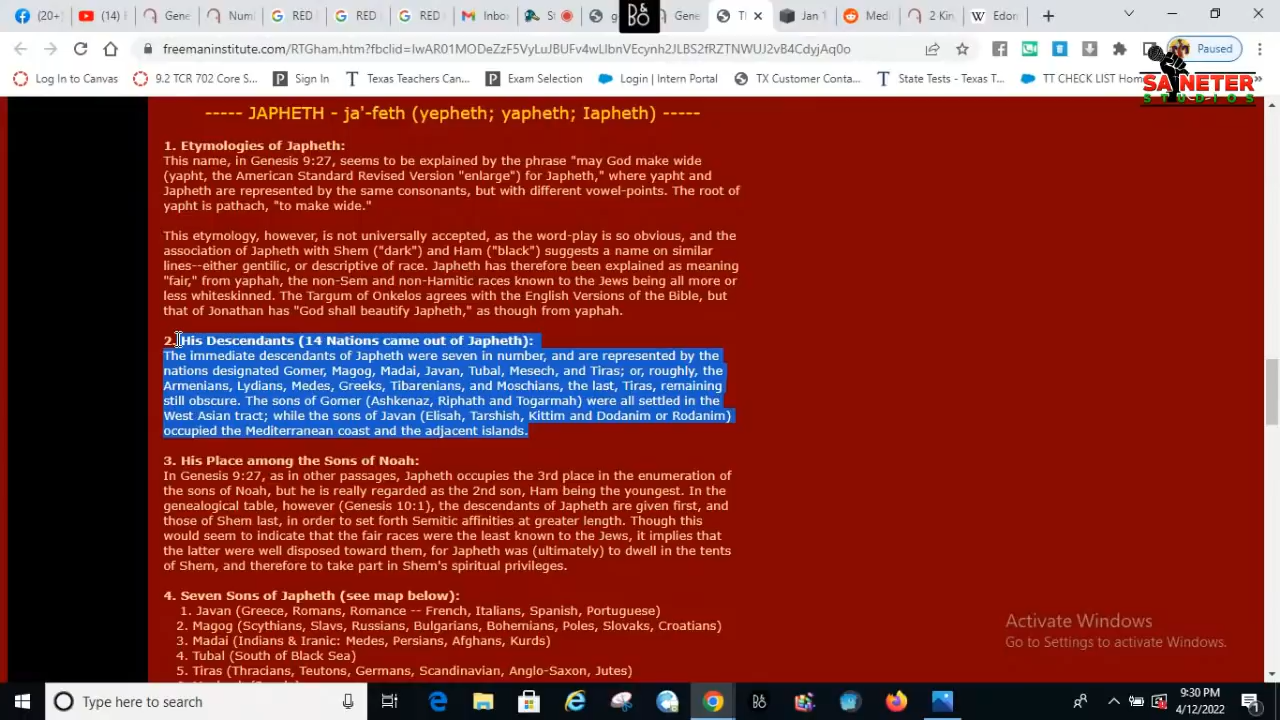 (20+)
(14)
GRED
GRED
GRED
Inbo
St
g
B&O
Gene
Tl
Jan
Medi
2 Kin
W Edor
freemaninstitute.com/RTGham.htm?fbclid=IwAR01MODeZzF5VyLuJBUFv4wLIbnVEcynh2JLBS2fRZTNWUJ2vB4CdyjAq0o
Paused
Log In to Canvas
9.2 TCR 702 Core S...
Sign In
Texas Teachers Can...
Exam Selection
Login | Intern Portal
TX Customer Conta...
State Tests - Texas T...
TT CHECK LIST Hom
SANETER
STUDIOS
----- JAPHETH - ja'-feth (yepheth; yapheth; Iapheth) -----
1. Etymologies of Japheth:
This name, in Genesis 9:27, seems to be explained by the phrase "may God make wide
(yapht, the American Standard Revised Version "enlarge") for Japheth," where yapht and
Japheth are represented by the same consonants, but with different vowel-points. The root of
yapht is pathach, "to make wide."
This etymology, however, is not universally accepted, as the word-play is so obvious, and the
association of Japheth with Shem ("dark") and Ham ("black") suggests a name on similar
lines--either gentilic, or descriptive of race. Japheth has therefore been explained as meaning
"fair," from yaphah, the non-Sem and non-Hamitic races known to the Jews being all more or
less whiteskinned. The Targum of Onkelos agrees with the English Versions of the Bible, but
that of Jonathan has "God shall beautify Japheth," as though from yaphah.
2. His Descendants (14 Nations came out of Japheth):
The immediate descendants of Japheth were seven in number, and are represented by the
nations designated Gomer, Magog, Madai, Javan, Tubal, Mesech, and Tiras; or, roughly, the
Armenians, Lydians, Medes, Greeks, Tibarenians, and Moschians, the last, Tiras, remaining
still obscure. The sons of Gomer (Ashkenaz, Riphath and Togarmah) were all settled in the
West Asian tract; while the sons of Javan (Elisah, Tarshish, Kittim and Dodanim or Rodanim)
occupied the Mediterranean coast and the adjacent islands.
3. His Place among the Sons of Noah:
In Genesis 9:27, as in other passages, Japheth occupies the 3rd place in the enumeration of
the sons of Noah, but he is really regarded as the 2nd son, Ham being the youngest. In the
genealogical table, however (Genesis 10:1), the descendants of Japheth are given first, and
those of Shem last, in order to set forth Semitic affinities at greater length. Though this
would seem to indicate that the fair races were the least known to the Jews, it implies that
the latter were well disposed toward them, for Japheth was (ultimately) to dwell in the tents
of Shem, and therefore to take part in Shem's spiritual privileges.
4. Seven Sons of Japheth (see map below):
1. Javan (Greece, Romans, Romance -- French, Italians, Spanish, Portuguese)
2. Magog (Scythians, Slavs, Russians, Bulgarians, Bohemians, Poles, Slovaks, Croatians)
3. Madai (Indians & Iranic: Medes, Persians, Afghans, Kurds)
4. Tubal (South of Black Sea)
5. Tiras (Thracians, Teutons, Germans, Scandinavian, Anglo-Saxon, Jutes)
Activate Windows
Go to Settings to activate Windows.
Type here to search
9:30 PM
4/12/2022